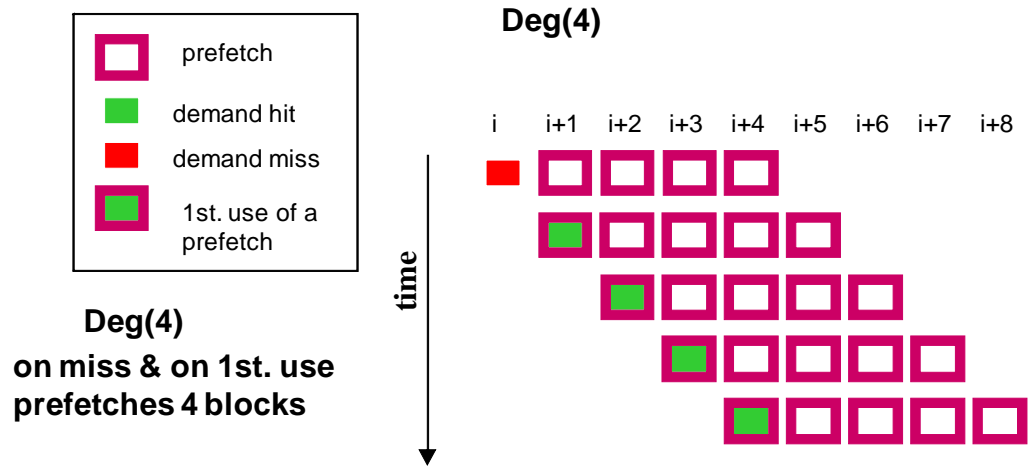 Deg(4)
prefetch
demand hit
demand miss
1st. use of a
prefetch
i i+1 i+2 i+3 i+4 i+5 i+6 i+7 i+8
time
Deg(4)
on miss & on 1st. use
prefetches 4 blocks